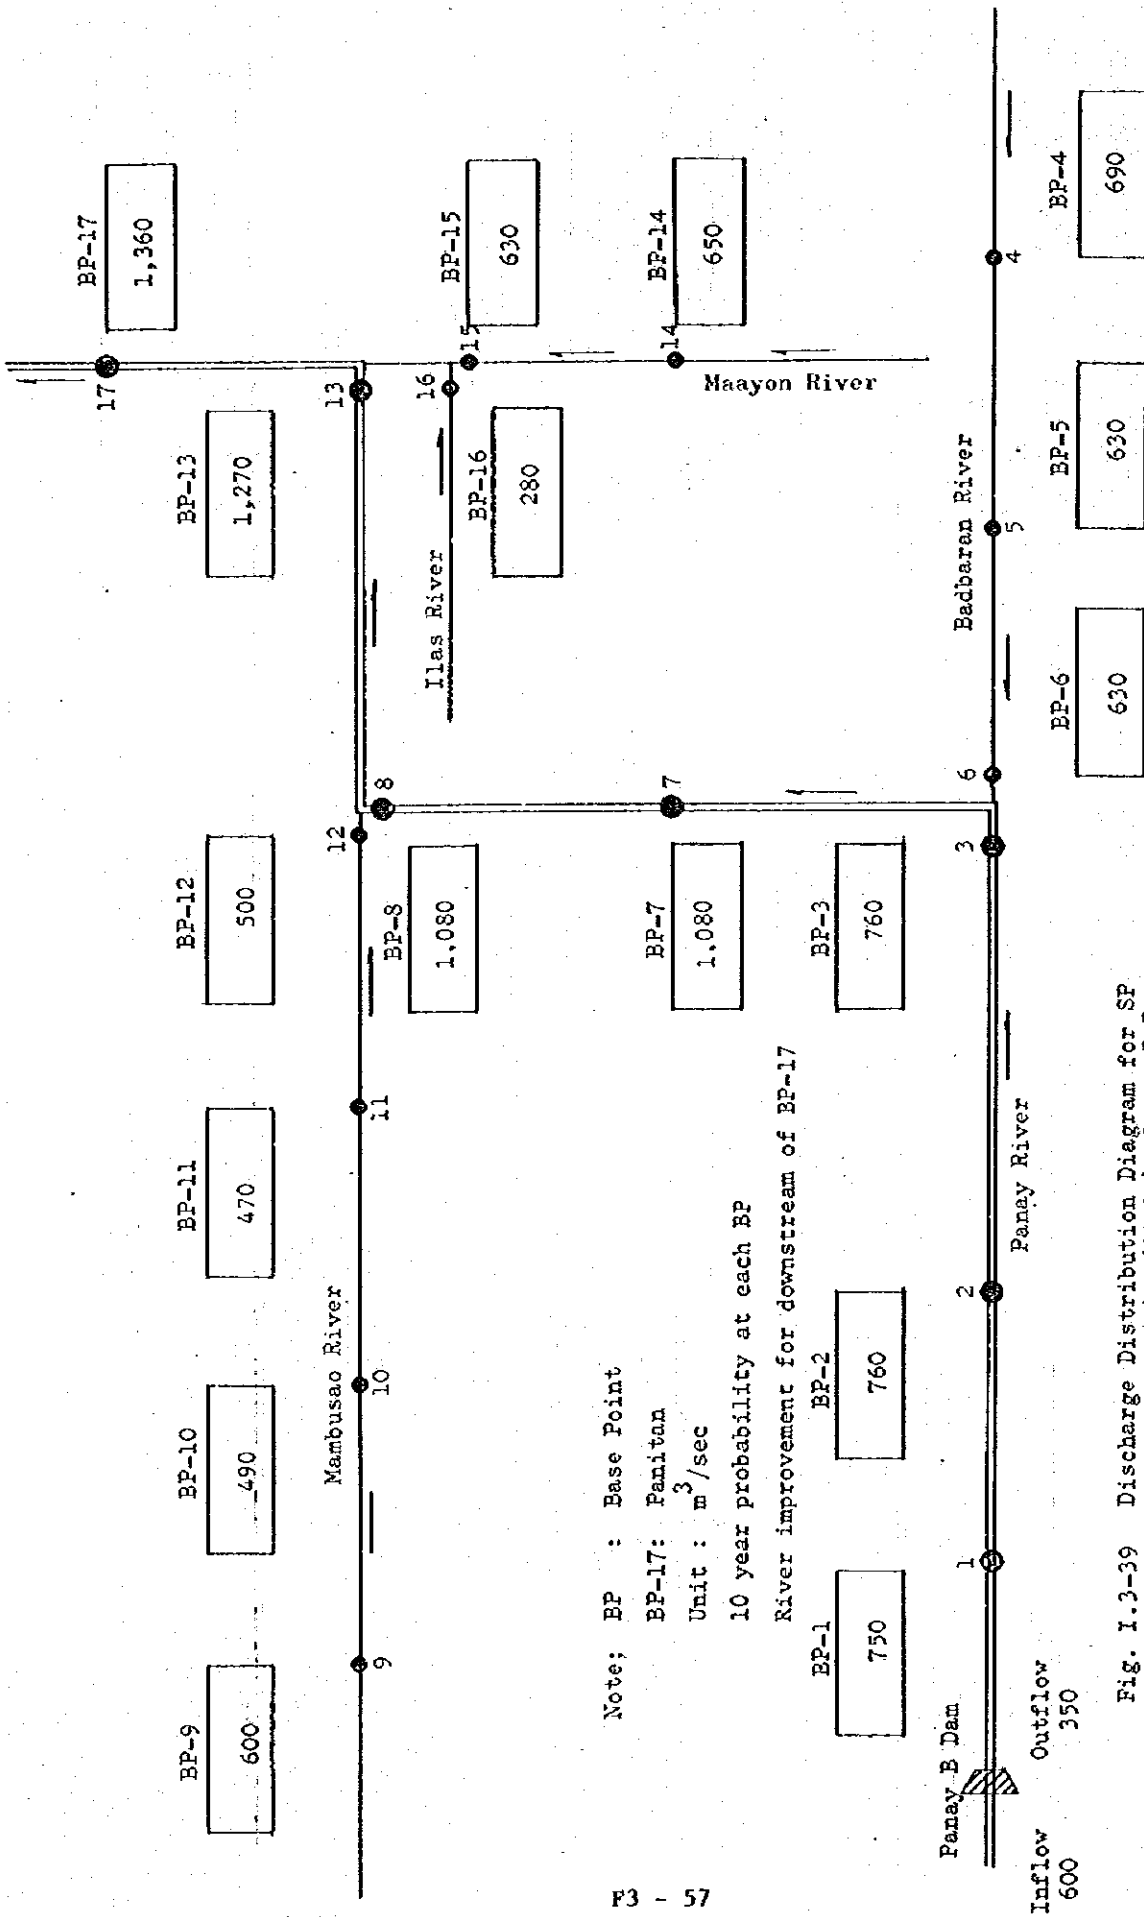 BP-9
600
BP-10
490
BP-11
470
BP-12
500
BP-13
1,270
BP-17
1,360
17
Mambusao River
9
10
11
12
13
8
BP-8
1,080
Ilas River
16
BP-16
280
15
BP-15
630
14
BP-14
650
Maayon River
Note; BP : Base Point
BP-17: Panitan
Unit : m³/sec
10 year probability at each BP
River improvement for downstream of BP-17
7
BP-7
1,080
BP-1
750
BP-2
760
BP-3
760
Panay B Dam
1
2
3
6
5
4
Badbaran River
Panay River
Inflow
600
Outflow
350
BP-6
630
BP-5
630
BP-4
690
Fig. I.3-39 Discharge Distribution Diagram for SP
F3 - 57